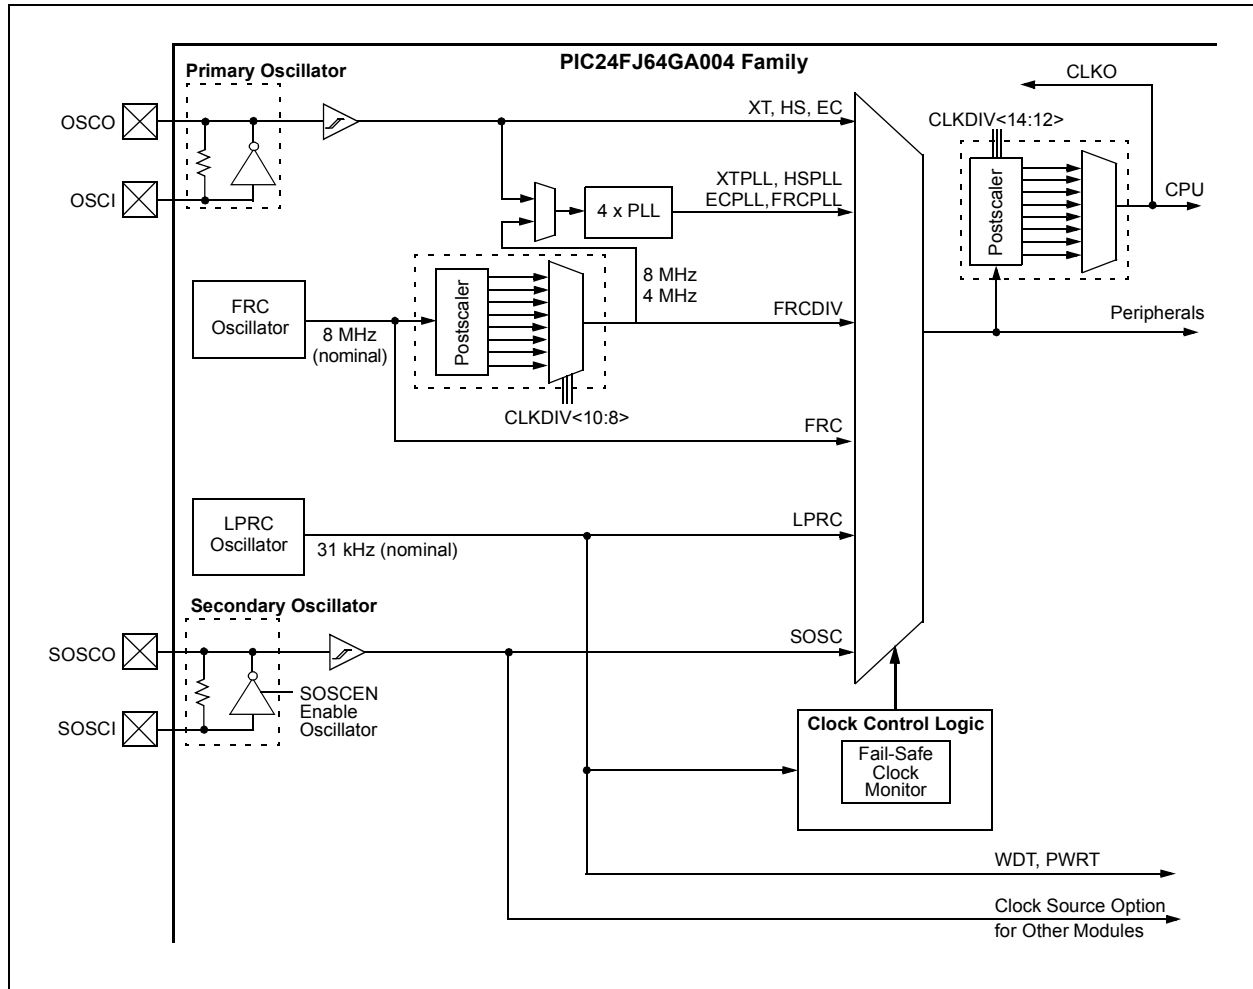 PIC24FJ64GA004 Family
Primary Oscillator
OSCO
OSCI
XT, HS, EC
XTPLL, HSPLL
ECPLL,FRCPLL
4 x PLL
8 MHz
4 MHz
FRC
Oscillator
8 MHz
(nominal)
Postscaler
CLKDIV<10:8>
FRCDIV
FRC
CLKO
CLKDIV<14:12>
Postscaler
CPU
Peripherals
LPRC
Oscillator
31 kHz (nominal)
LPRC
Secondary Oscillator
SOSCO
SOSCI
SOSCEN
Enable
Oscillator
SOSC
Clock Control Logic
Fail-Safe
Clock
Monitor
WDT, PWRT
Clock Source Option
for Other Modules